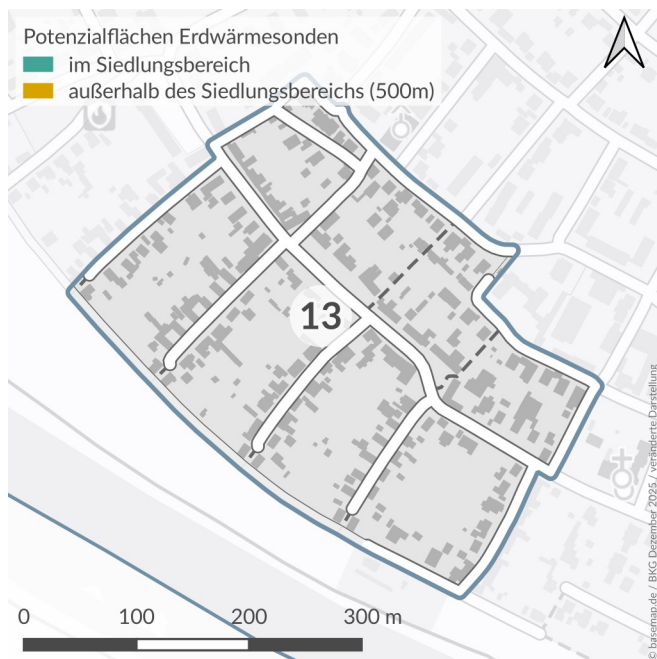 Potenzialflächen Erdwärmesonden
im Siedlungsbereich
außerhalb des Siedlungsbereichs (500m)
13
0 100 200 300 m
© basemap.de / BKG Dezember 2025 / veränderte Darstellung